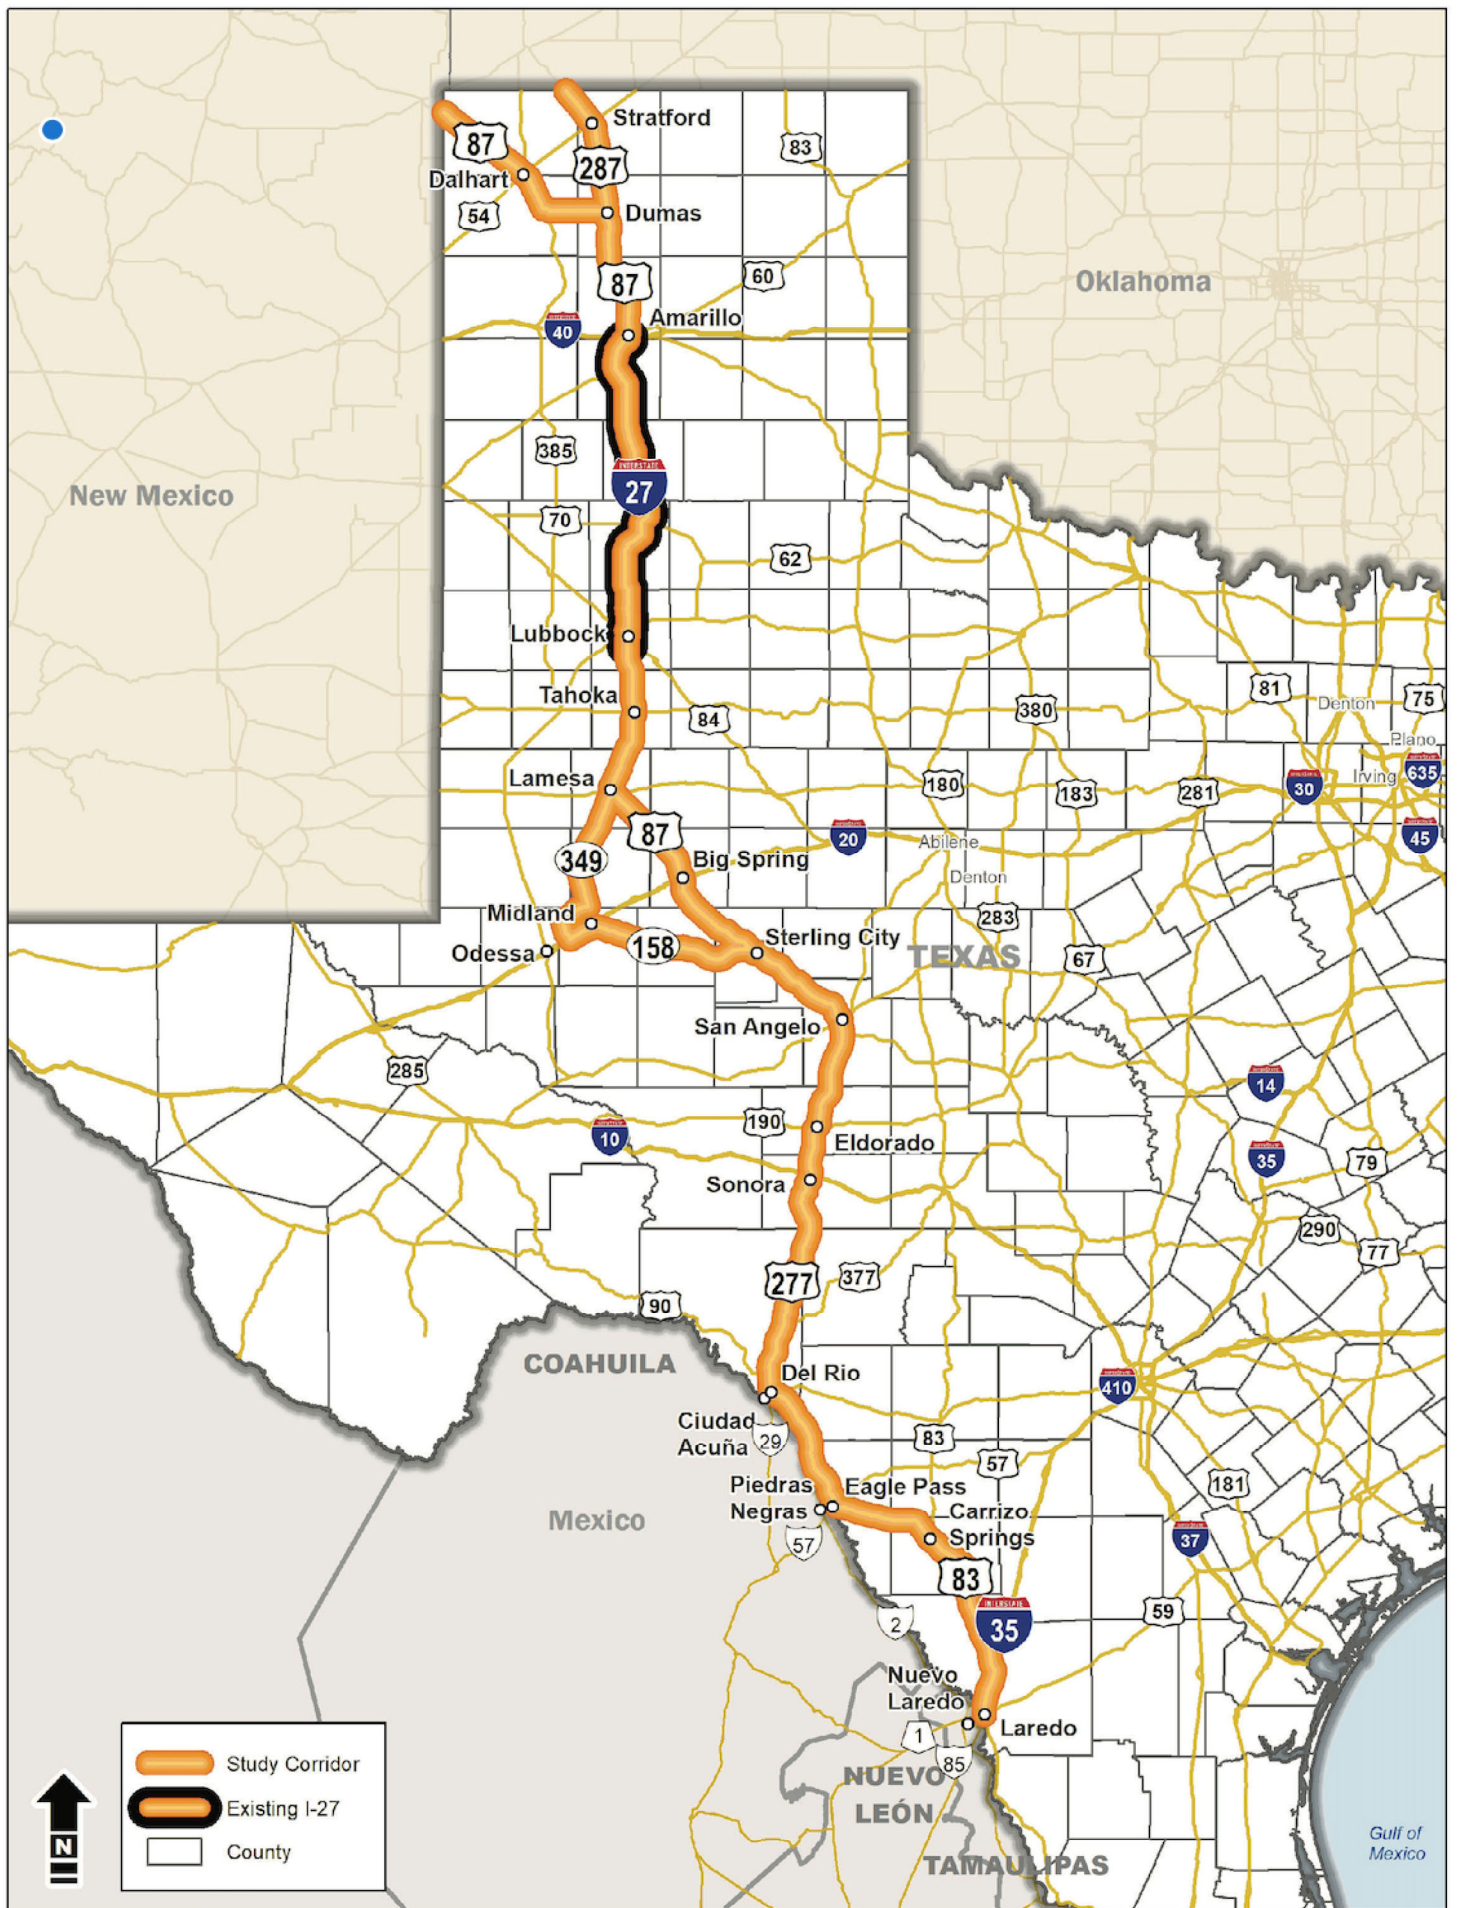 Stratford
87
83
287
Dalhart
54
Dumas
87
60
Oklahoma
40
Amarillo
385
INTERSTATE
27
New Mexico
70
62
Lubbock
Tahoka
84
380
81
Denton
75
Plano
Lamesa
180
183
281
30
Irving
635
87
20
Abilene
45
349
Big Spring
Denton
Midland
283
Odessa
158
Sterling City
TEXAS
67
San Angelo
285
14
190
10
Eldorado
35
79
Sonora
290
77
277
377
90
COAHUILA
Del Rio
410
Ciudad
Acuña
29
83
57
Piedras
Negras
Eagle Pass
181
Carrizo
Springs
Mexico
57
37
83
2
INTERSTATE
35
59
Nuevo
Laredo
Laredo
1
85
NUEVO
LEÓN
TAMAULIPAS
Gulf of
Mexico
Study Corridor
Existing I-27
County
N